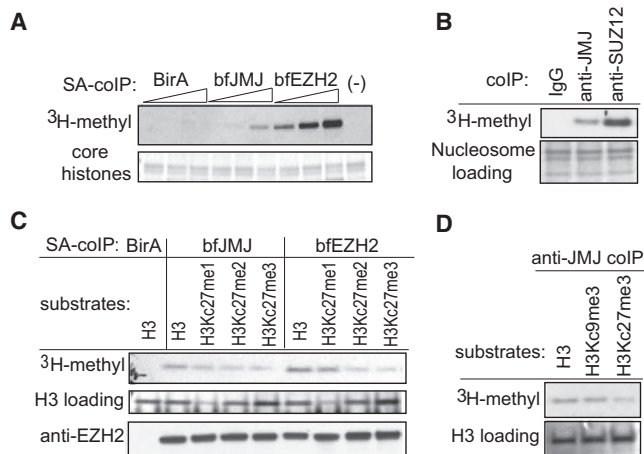 A
SA-coIP: BirA bfJMJ bfEZH2 (-)
3H-methyl
core
histones
B
coIP: IgG anti-JMJ anti-SUZ12
3H-methyl
Nucleosome
loading
C
SA-coIP: BirA bfJMJ bfEZH2
substrates: H3 H3 H3Kc27me1 H3Kc27me2 H3Kc27me3 H3 H3Kc27me1 H3Kc27me2 H3Kc27me3
3H-methyl
H3 loading
anti-EZH2
D
anti-JMJ coIP
substrates: H3 H3Kc9me3 H3Kc27me3
3H-methyl
H3 loading